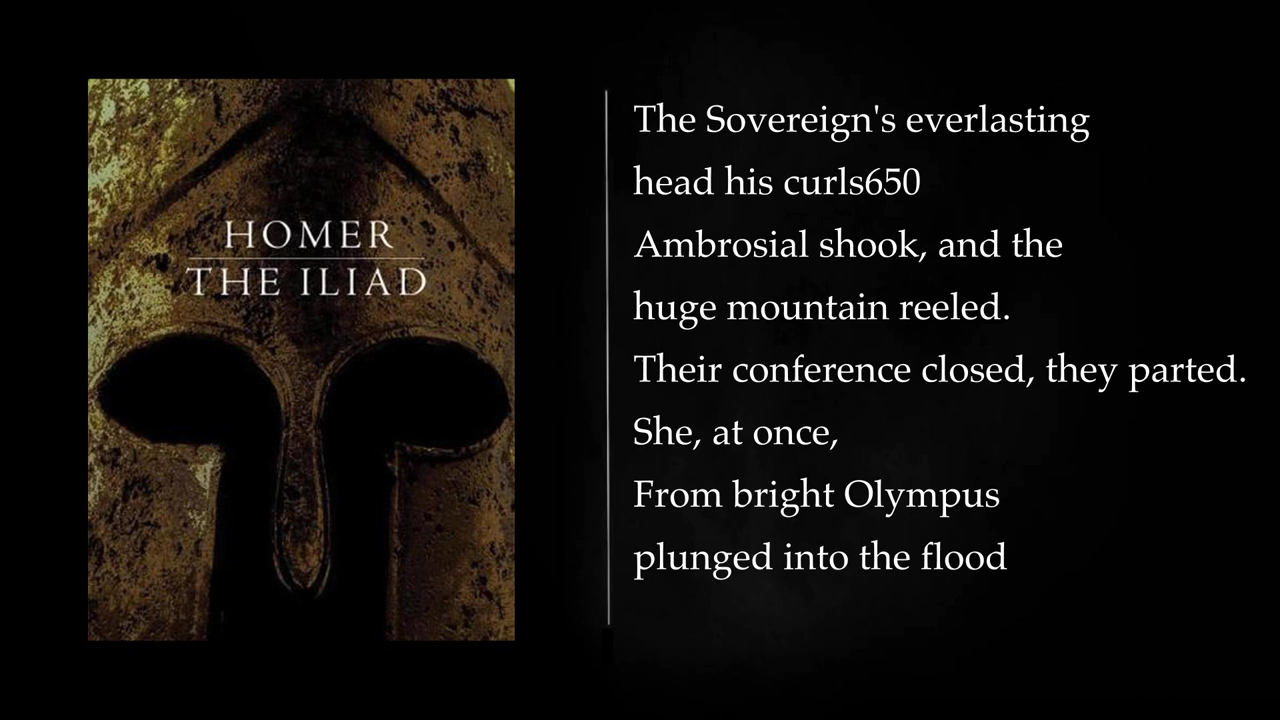 HOMER
THE ILIAD
The Sovereign's everlasting
head his curls650
Ambrosial shook, and the
huge mountain reeled.
Their conference closed, they parted.
She, at once,
From bright Olympus
plunged into the flood